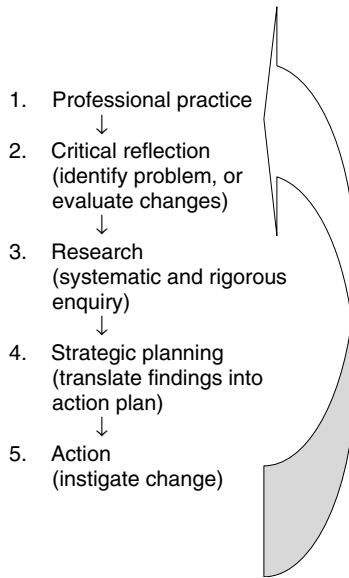 1. Professional practice
↓
2. Critical reflection
(identify problem, or
evaluate changes)
↓
3. Research
(systematic and rigorous
enquiry)
↓
4. Strategic planning
(translate findings into
action plan)
↓
5. Action
(instigate change)